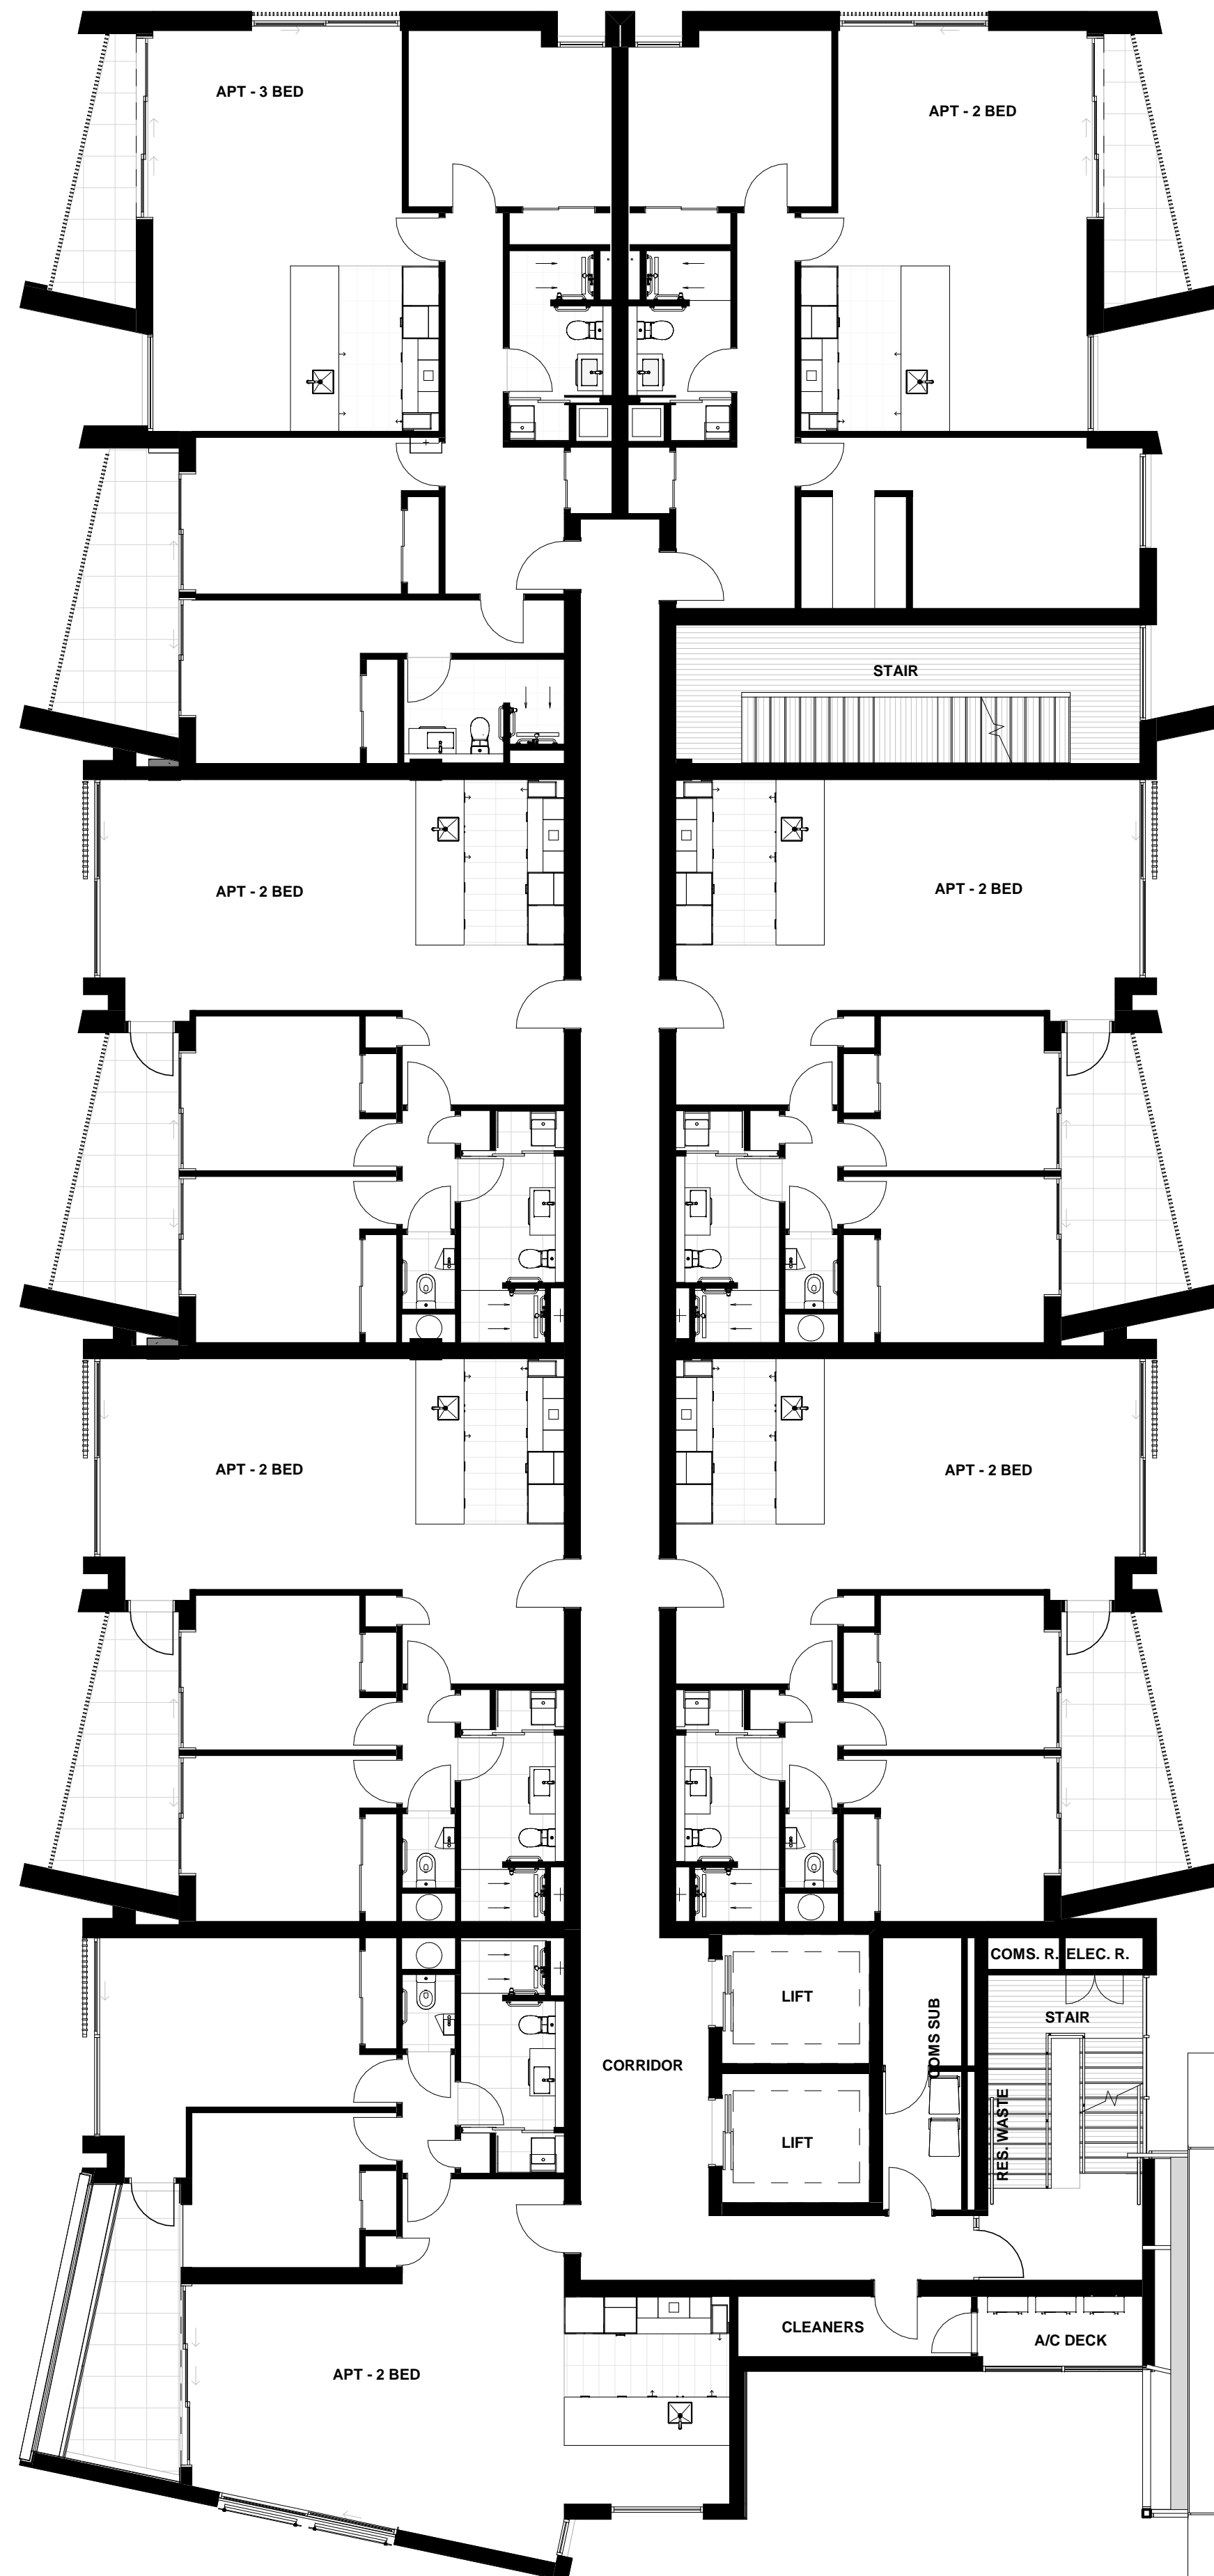 APT - 3 BED
APT - 2 BED
STAIR
APT - 2 BED
APT - 2 BED
APT - 2 BED
APT - 2 BED
COMS. R.
ELEC. R.
LIFT
COMS SUB
STAIR
CORRIDOR
RES. WASTE
LIFT
CLEANERS
A/C DECK
APT - 2 BED